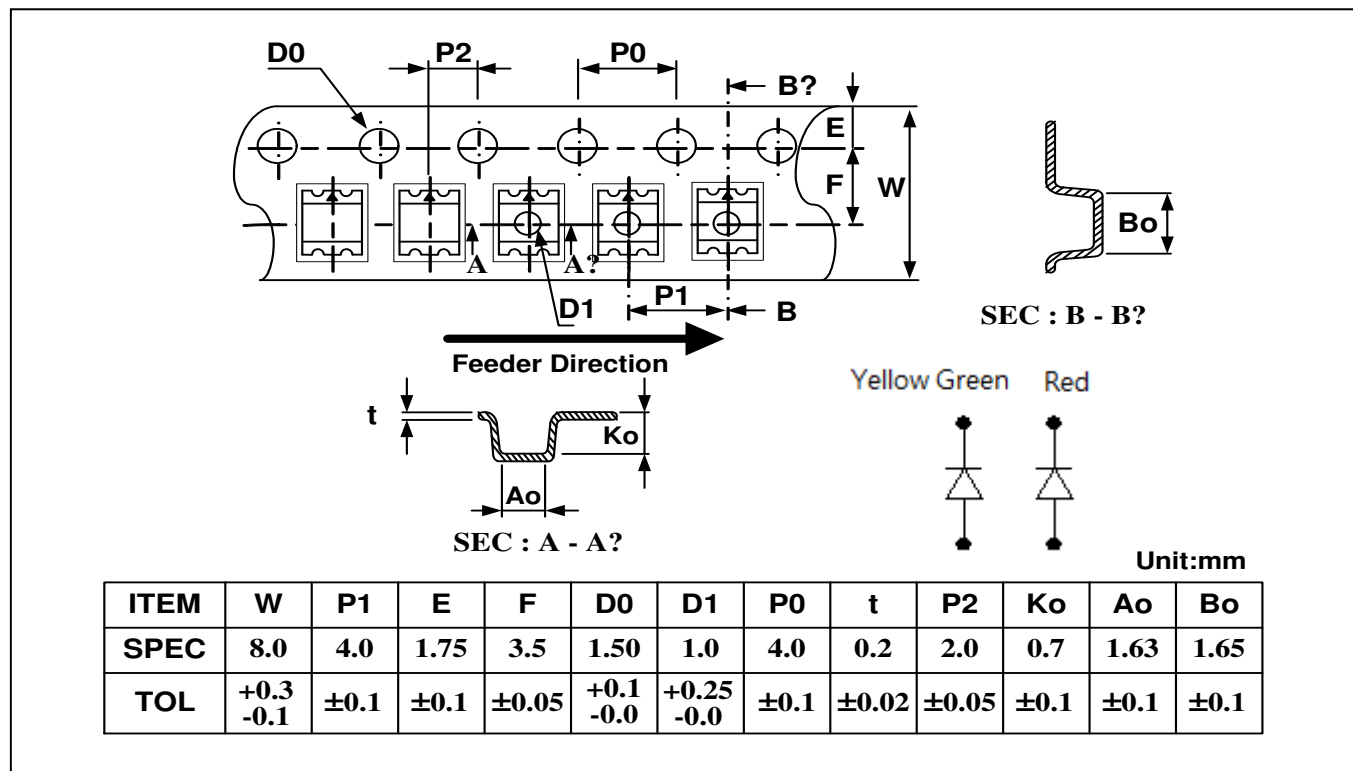 D0
P2
P0
B?
E
F
W
A
A?
D1
P1
B
Feeder Direction
Bo
SEC : B - B?
t
Ko
Ao
SEC : A - A?
Yellow Green
Red
Unit:mm
ITEM W P1 E F D0 D1 P0 t P2 Ko Ao Bo
SPEC 8.0 4.0 1.75 3.5 1.50 1.0 4.0 0.2 2.0 0.7 1.63 1.65
TOL +0.3 -0.1 ±0.1 ±0.1 ±0.05 +0.1 -0.0 +0.25 -0.0 ±0.1 ±0.02 ±0.05 ±0.1 ±0.1 ±0.1